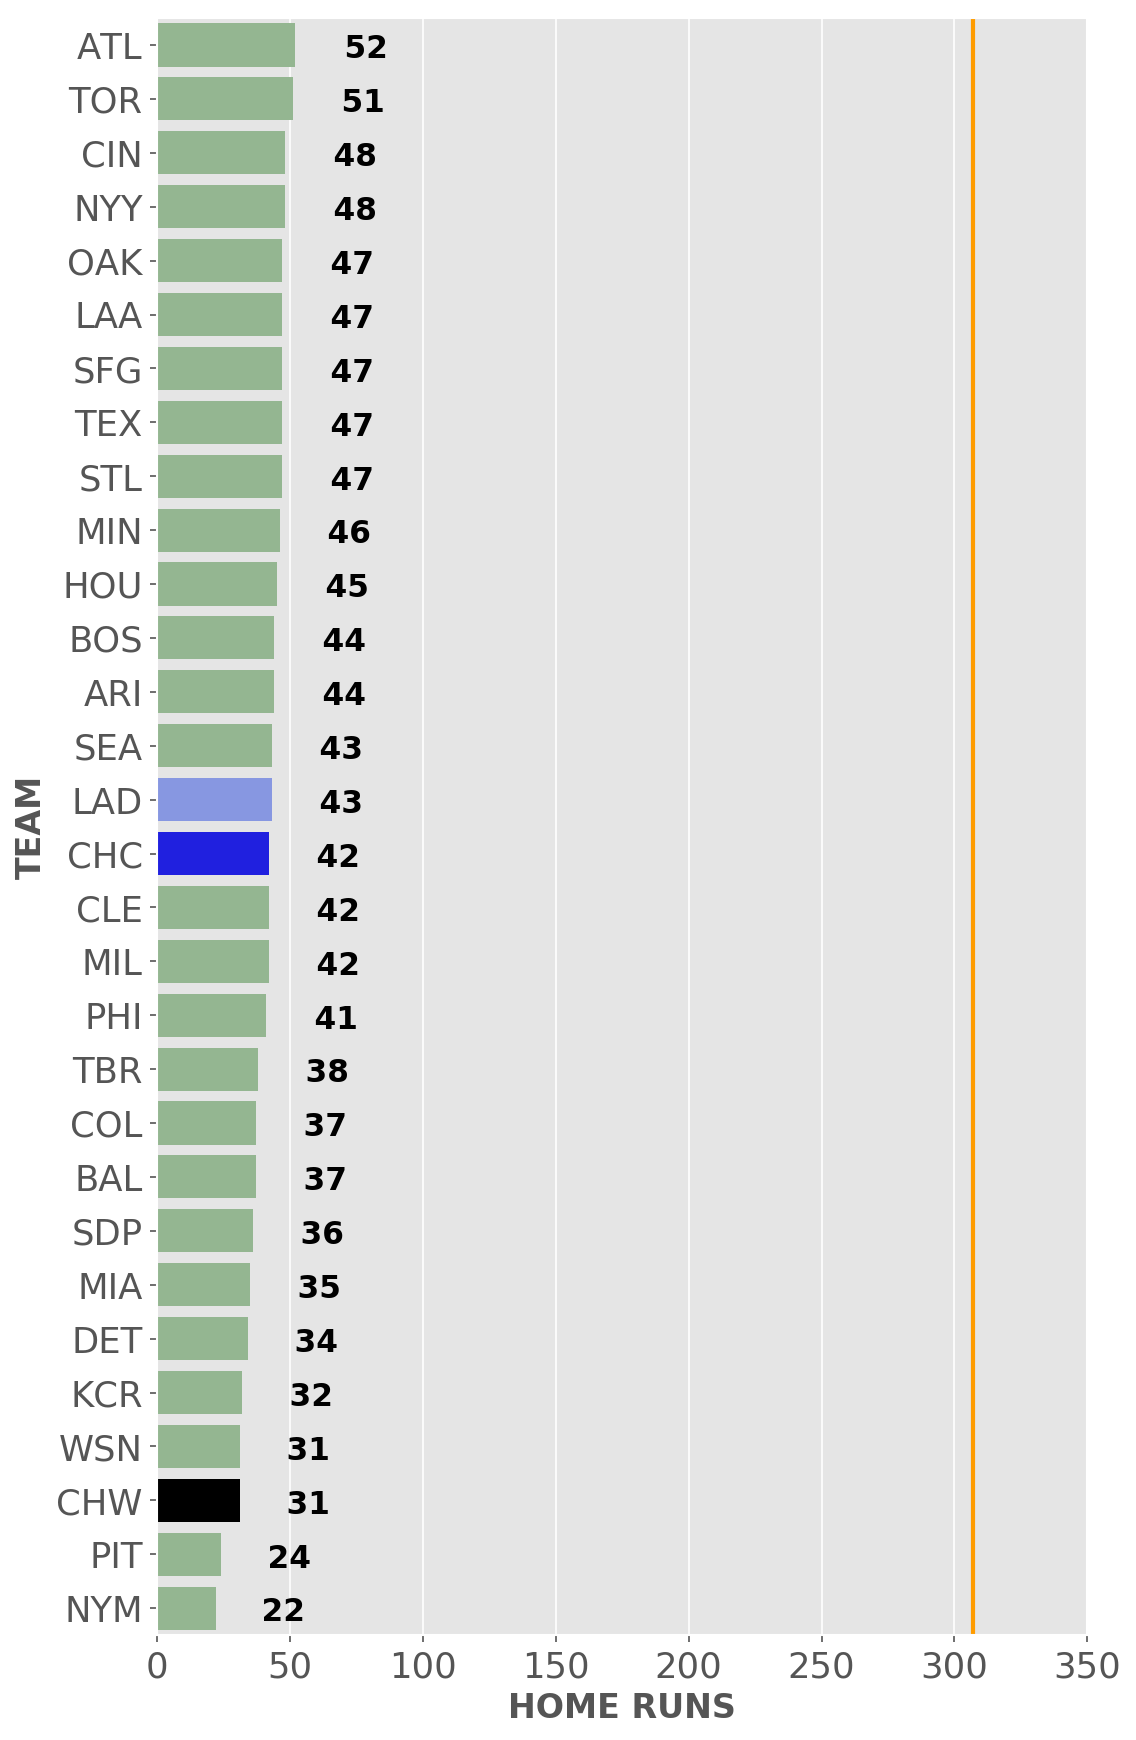 ATL 52
TOR 51
CIN 48
NYY 48
OAK 47
LAA 47
SFG 47
TEX 47
STL 47
MIN 46
HOU 45
BOS 44
ARI 44
SEA 43
LAD 43
CHC 42
CLE 42
MIL 42
PHI 41
TBR 38
COL 37
BAL 37
SDP 36
MIA 35
DET 34
KCR 32
WSN 31
CHW 31
PIT 24
NYM 22
TEAM
0 50 100 150 200 250 300 350
HOME RUNS